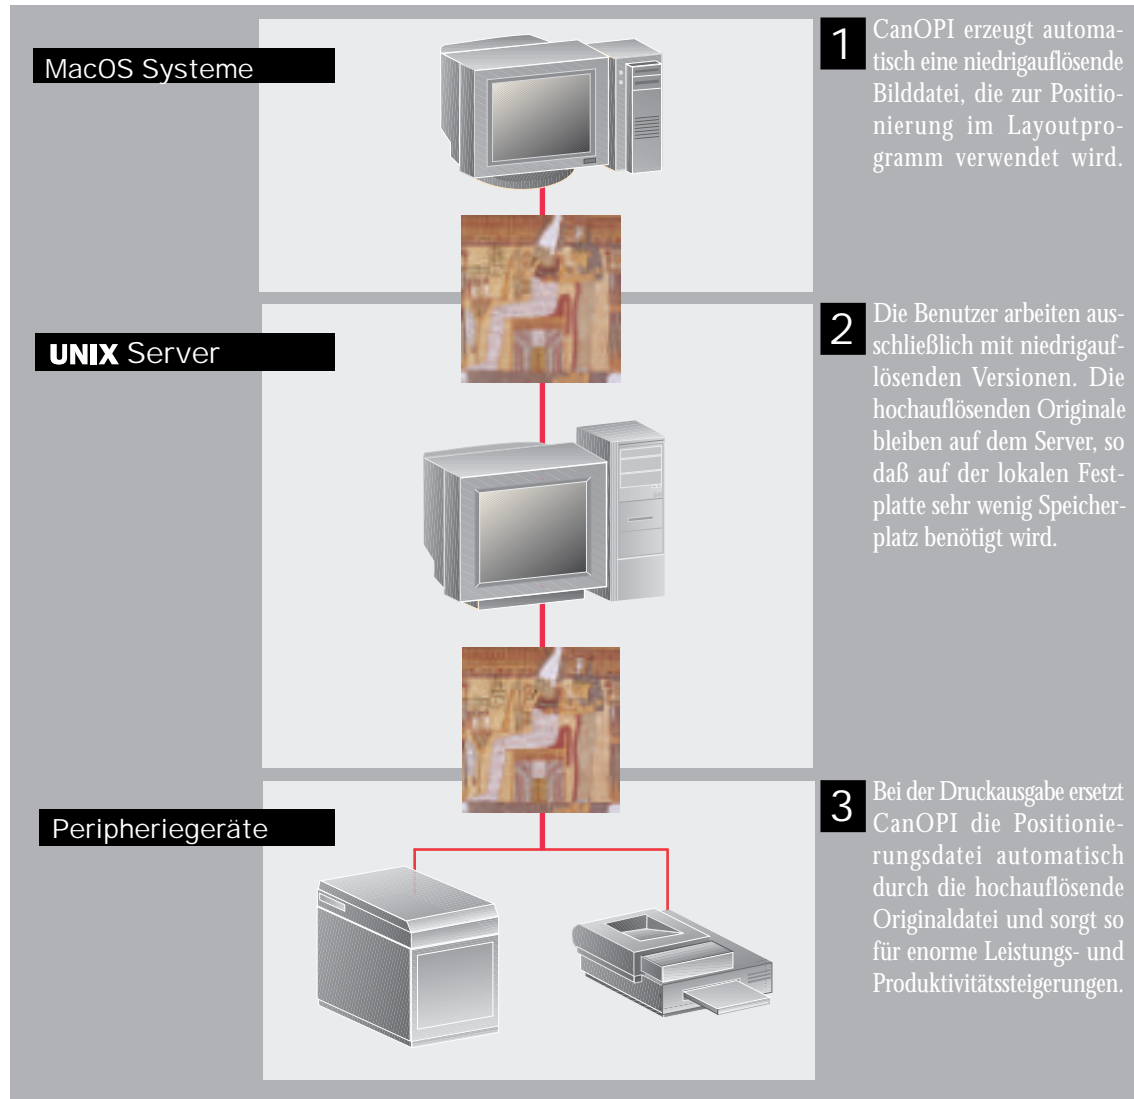 MacOS Systeme
1
CanOPI erzeugt automa-
tisch eine niedrigauflösende
Bilddatei, die zur Positio-
nierung im Layoutpro-
gramm verwendet wird.
UNIX Server
2
Die Benutzer arbeiten aus-
schließlich mit niedrigauf-
lösenden Versionen. Die
hochauflösenden Originale
bleiben auf dem Server, so
daß auf der lokalen Fest-
platte sehr wenig Speicher-
platz benötigt wird.
Peripheriegeräte
3
Bei der Druckausgabe ersetzt
CanOPI die Positionie-
rungsdatei automatisch
durch die hochauflösende
Originaldatei und sorgt so
für enorme Leistungs- und
Produktivitätssteigerungen.